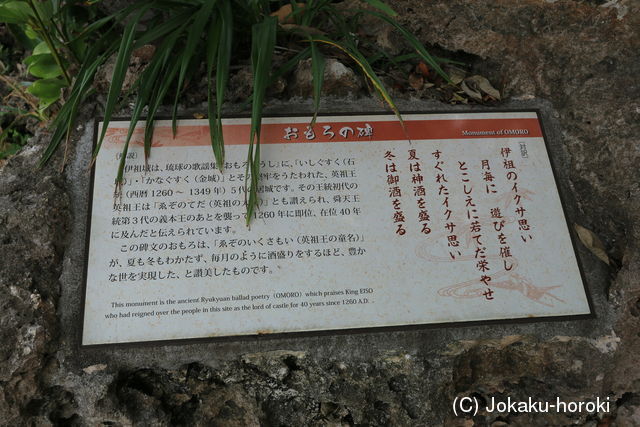 おもろの碑
Monument of OMORO
(対訳)
伊祖のイクサ思い
月毎に 遊びを催し
とこしえに若てだ栄やせ
すぐれたイクサ思い
夏は神酒を盛る
冬は御酒を盛る
(解説)
伊祖城は、琉球の歌謡 おもろ うし」に、「いしぐすく(石
」・「かなぐすく(金城)」とそ 牢をうたわれ、英祖王
(西暦1260～1349年)5代 居城です。その王統初代の
英祖王は「ゑぞのてだ(英祖の 」とも讃えられ、舜天王
統第3代の義本王のあとを襲っ 1260年に即位、在位40年
に及んだと伝えられています。
この碑文のおもろは、「ゑぞのいくさもい(英祖王の童名)」
が、夏も冬もわかたず、毎月のように酒盛りをするほど、豊か
な世を実現した、と讃美したものです。
This monument is the ancient Ryukyuan ballad poetry (OMORO) which praises King EISO
who had reigned over the people in this site as the lord of castle for 40 years since 1260 A.D.
(C) Jokaku-horoki